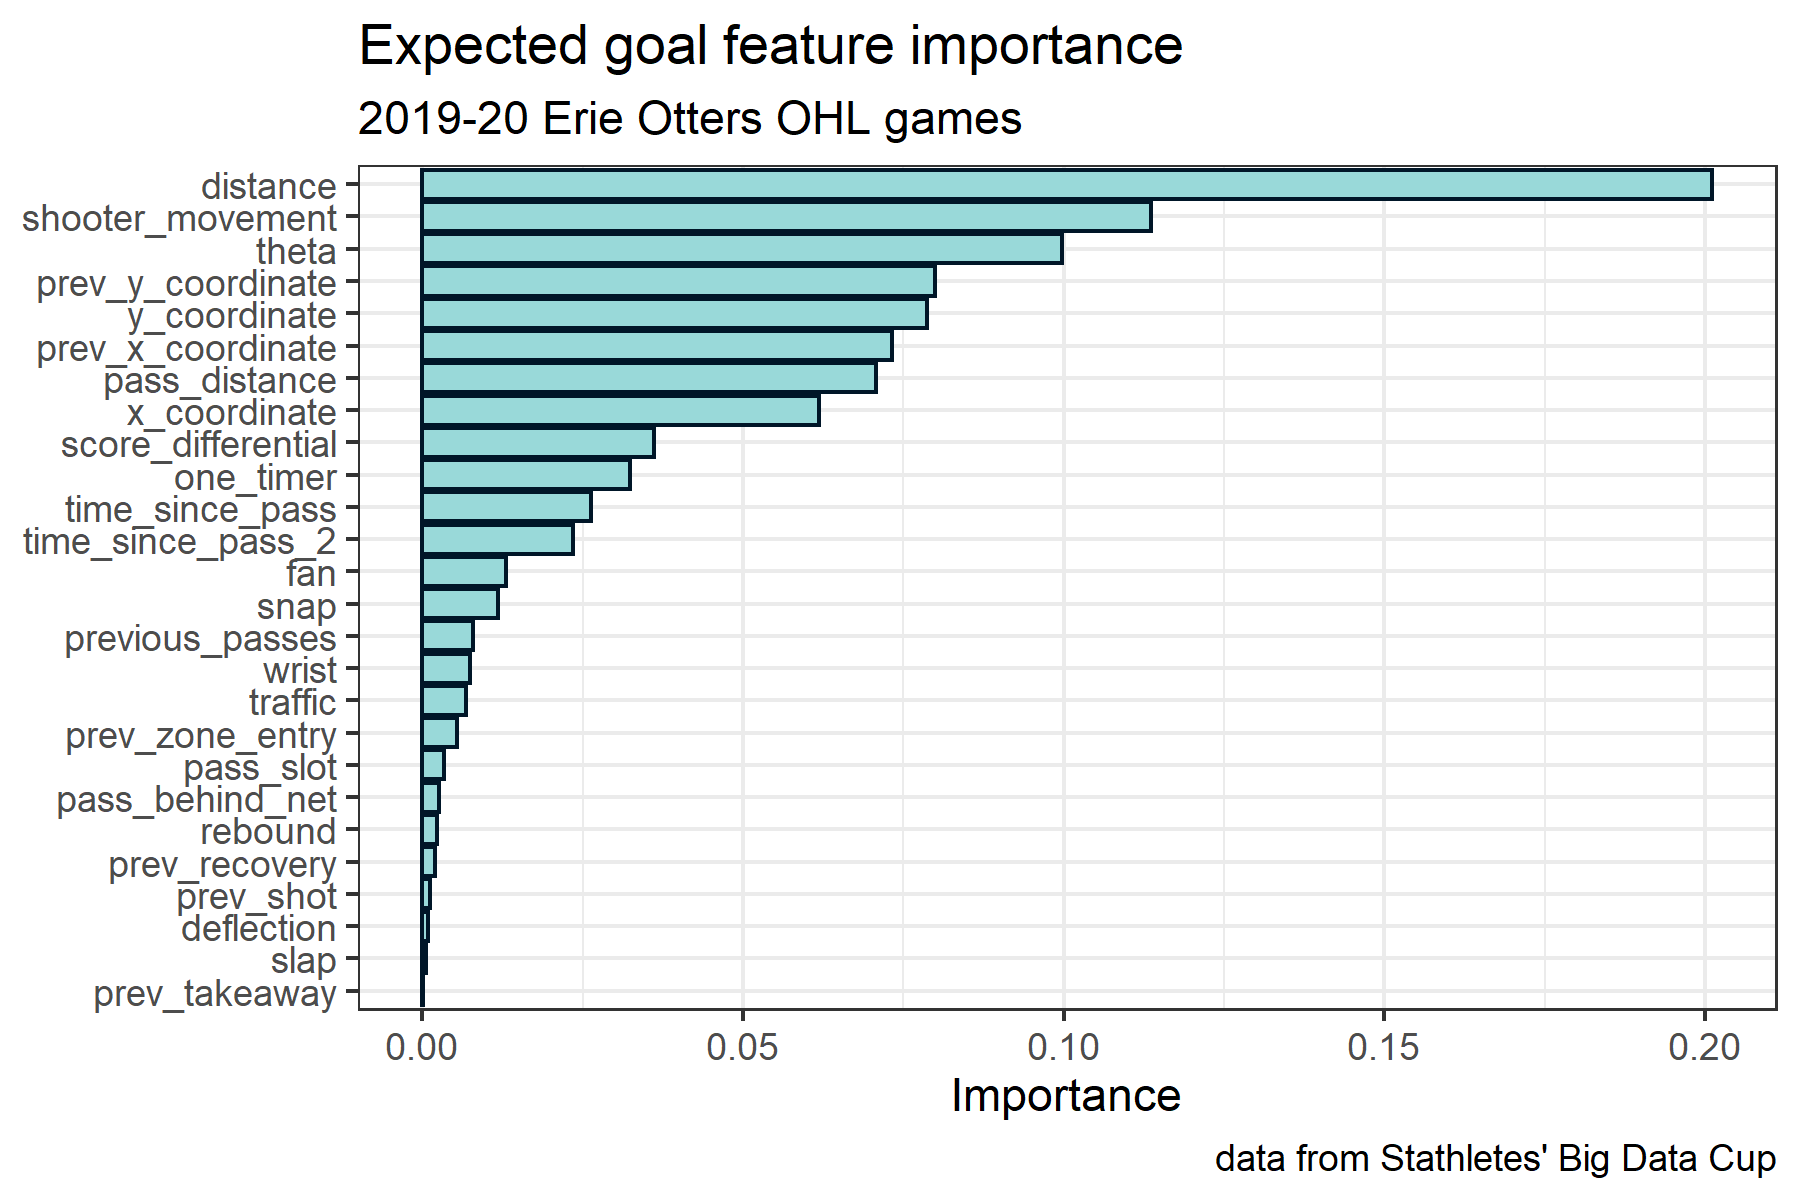 Expected goal feature importance
2019-20 Erie Otters OHL games
distance
shooter_movement
theta
prev_y_coordinate
y_coordinate
prev_x_coordinate
pass_distance
x_coordinate
score_differential
one_timer
time_since_pass
time_since_pass_2
fan
snap
previous_passes
wrist
traffic
prev_zone_entry
pass_slot
pass_behind_net
rebound
prev_recovery
prev_shot
deflection
slap
prev_takeaway
0.00 0.05 0.10 0.15 0.20
Importance
data from Stathletes' Big Data Cup